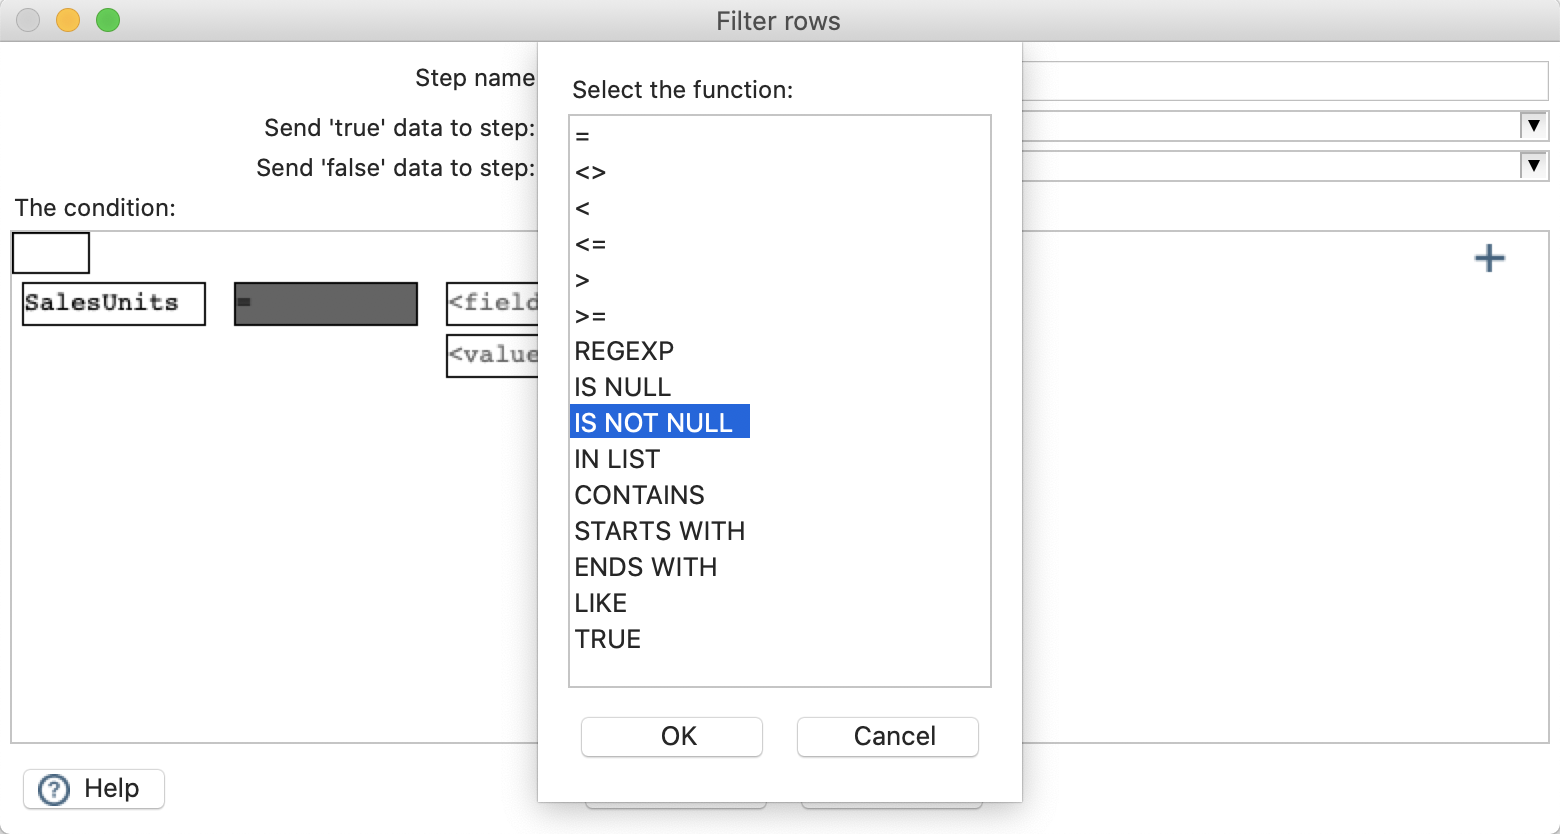 Filter rows
Step name
Send 'true' data to step:
Send 'false' data to step:
The condition:
SalesUnits
=
<field
<value
Select the function:
=
<>
<
<=
>
>=
REGEXP
IS NULL
IS NOT NULL
IN LIST
CONTAINS
STARTS WITH
ENDS WITH
LIKE
TRUE
OK
Cancel
Help